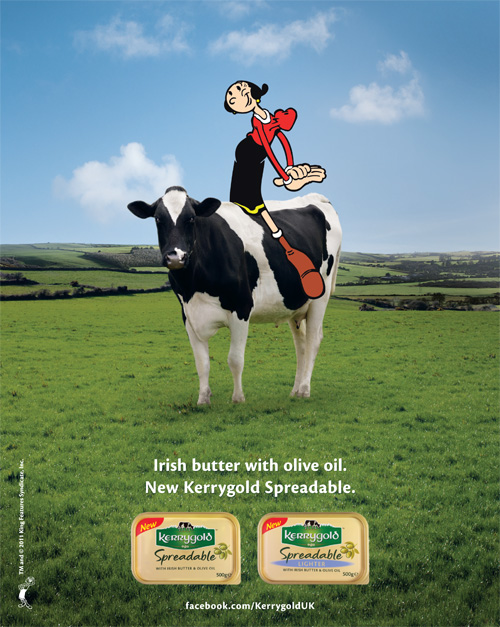 TM and © 2011 King Features Syndicate, Inc.
Irish butter with olive oil.
New Kerrygold Spreadable.
New
KERRYGOLD
Spreadable
WITH IRISH BUTTER & OLIVE OIL
500g℮
New
KERRYGOLD
Spreadable
LIGHTER
WITH IRISH BUTTER & OLIVE OIL
500g℮
facebook.com/KerrygoldUK